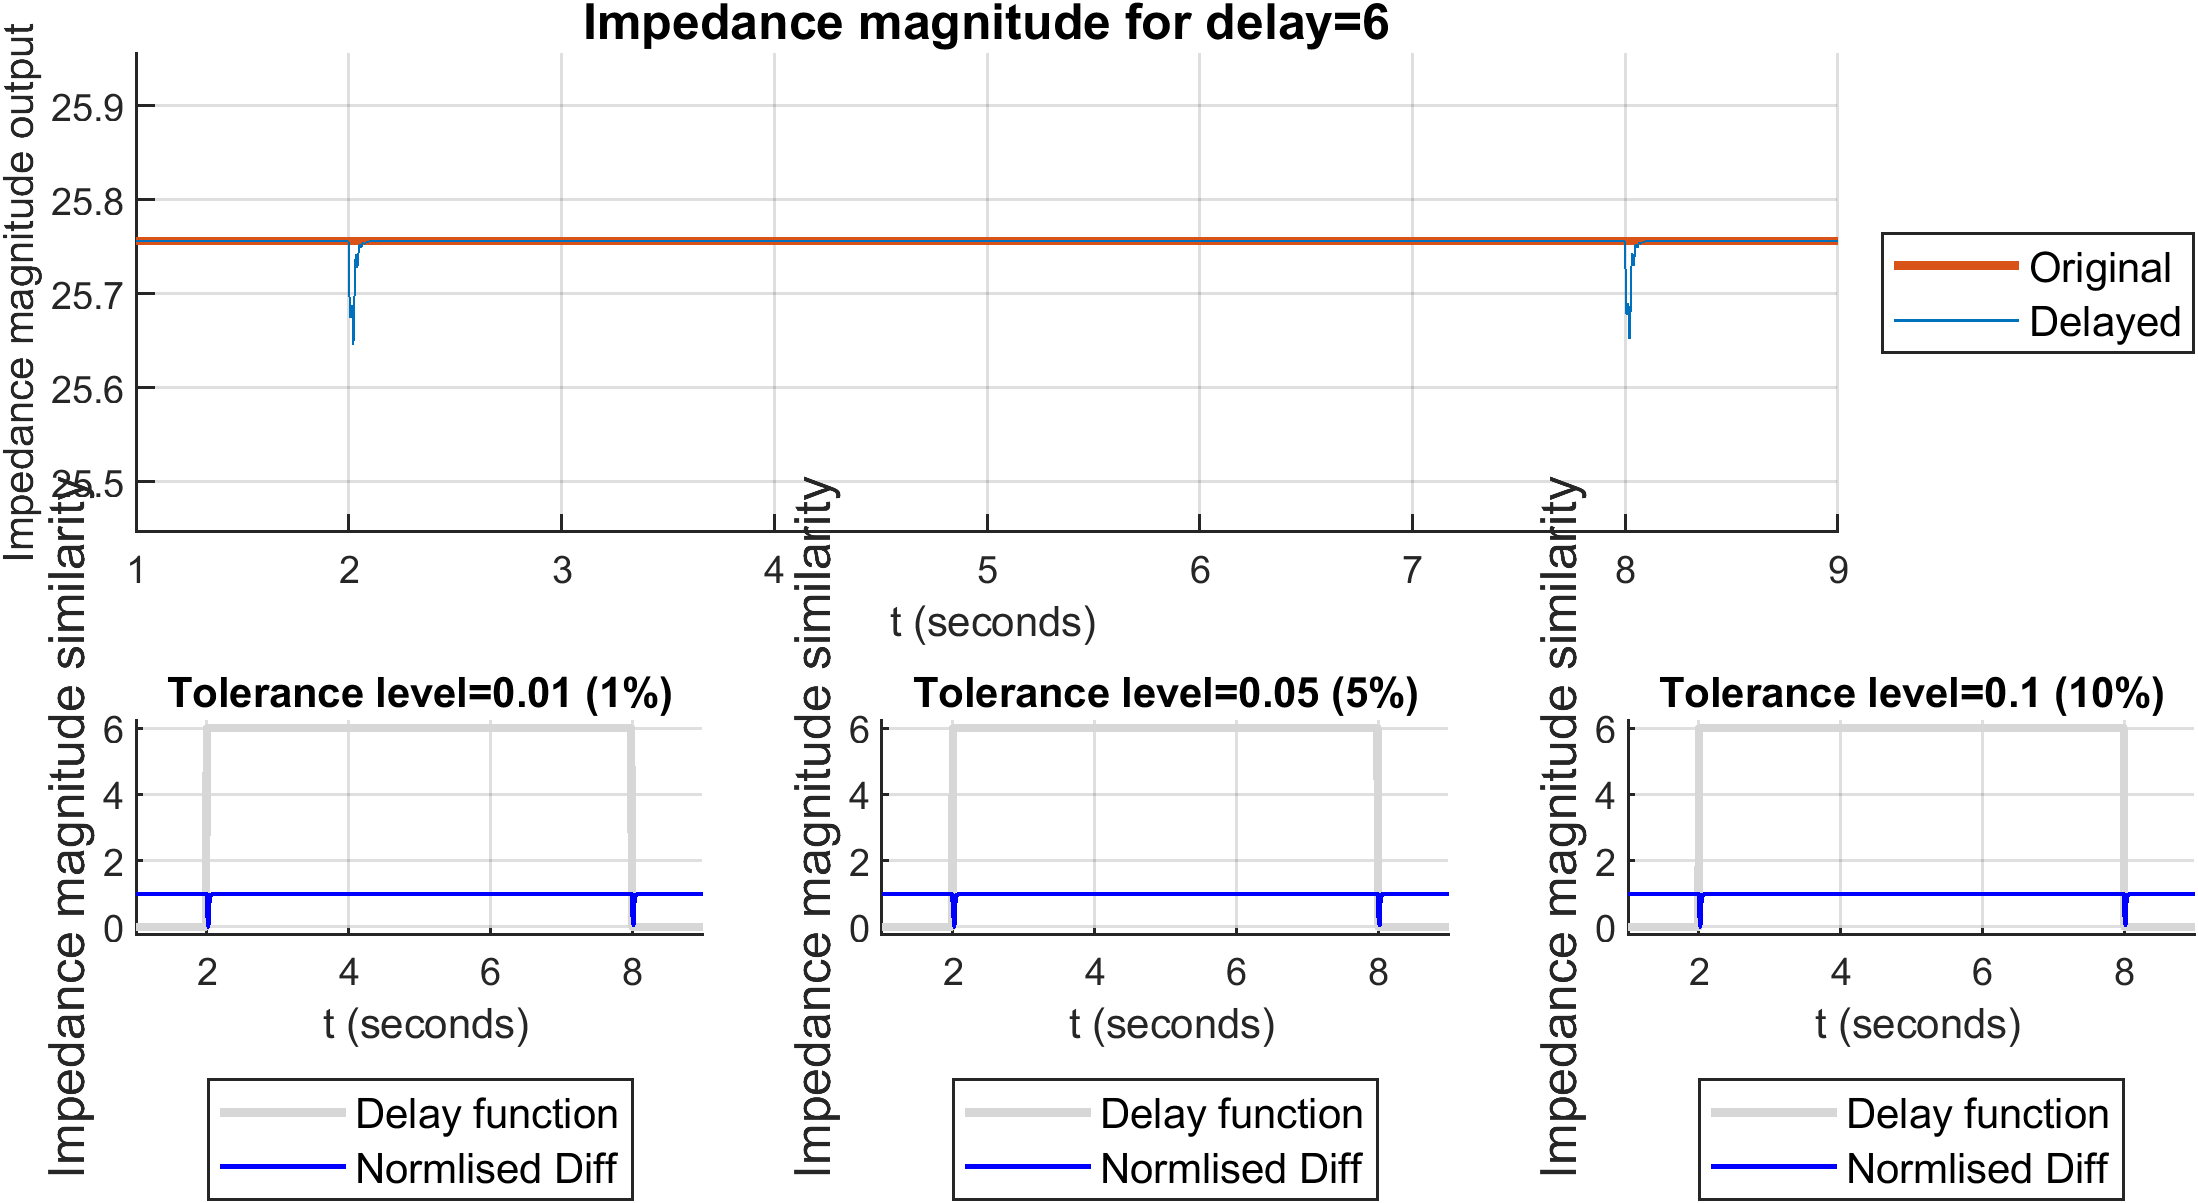 Impedance magnitude for delay=6
Impedance magnitude output
25.9
25.8
25.7
25.6
25.5
1 2 3 4 5 6 7 8 9
t (seconds)
Original
Delayed
Tolerance level=0.01 (1%)
Impedance magnitude similarity
6
4
2
0
2 4 6 8
t (seconds)
Delay function
Normlised Diff
Tolerance level=0.05 (5%)
Impedance magnitude similarity
6
4
2
0
2 4 6 8
t (seconds)
Delay function
Normlised Diff
Tolerance level=0.1 (10%)
Impedance magnitude similarity
6
4
2
0
2 4 6 8
t (seconds)
Delay function
Normlised Diff